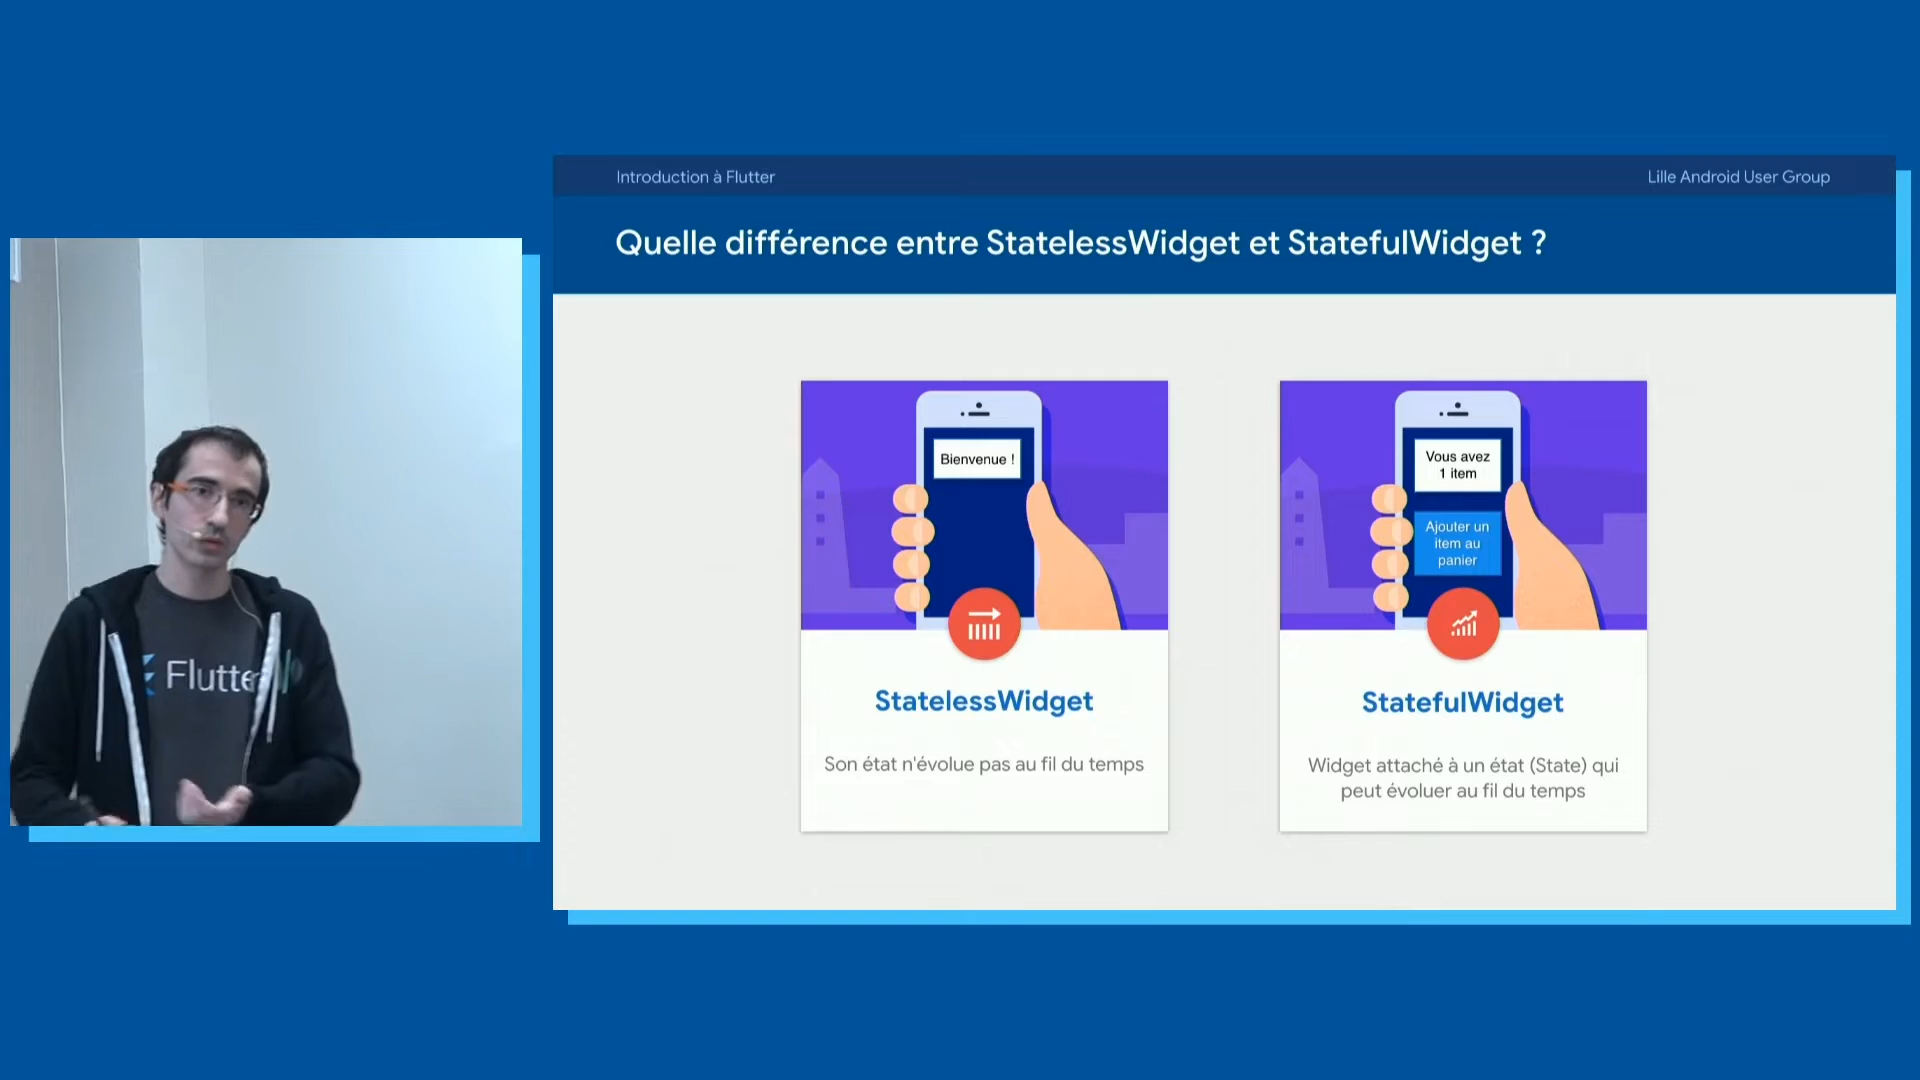 Introduction à Flutter
Lille Android User Group
Quelle différence entre StatelessWidget et StatefulWidget ?
Bienvenue !
StatelessWidget
Son état n'évolue pas au fil du temps
Vous avez
1 item
Ajouter un
item au
panier
StatefulWidget
Widget attaché à un état (State) qui
peut évoluer au fil du temps
Flutte